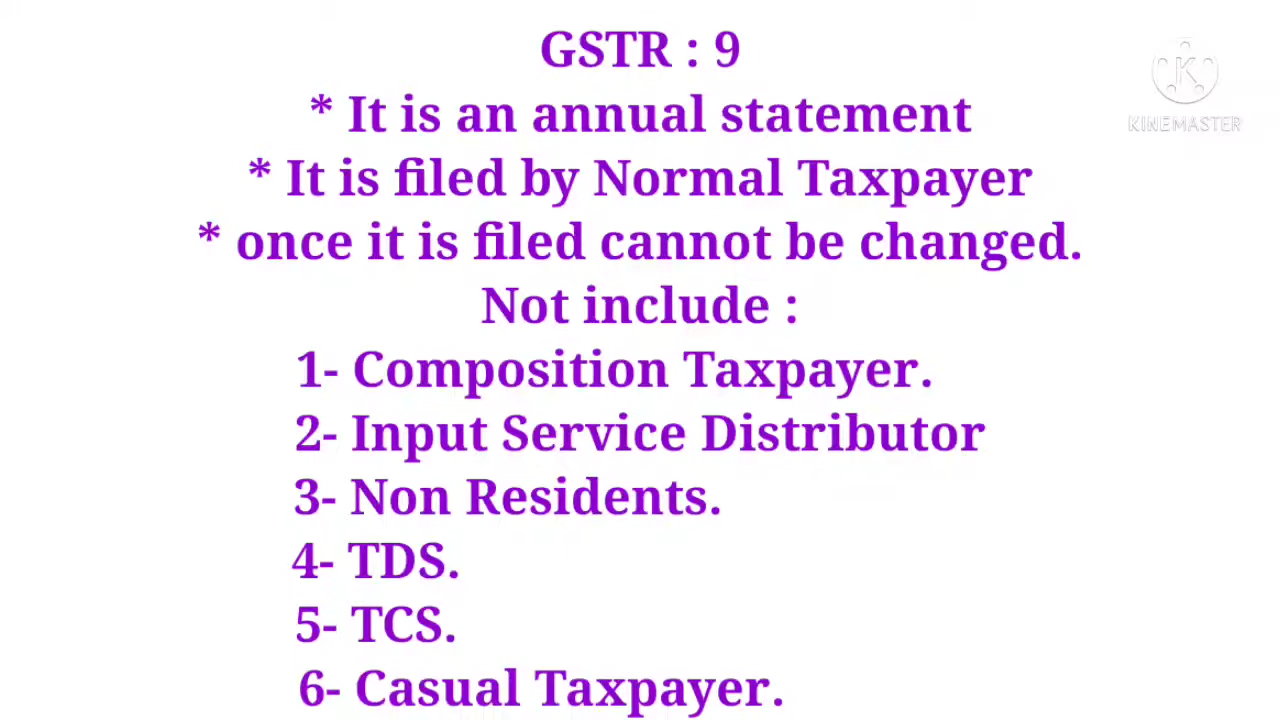 GSTR : 9
* It is an annual statement
* It is filed by Normal Taxpayer
* once it is filed cannot be changed.
Not include :
1- Composition Taxpayer.
2- Input Service Distributor
3- Non Residents.
4- TDS.
5- TCS.
6- Casual Taxpayer.
K
KINEMASTER